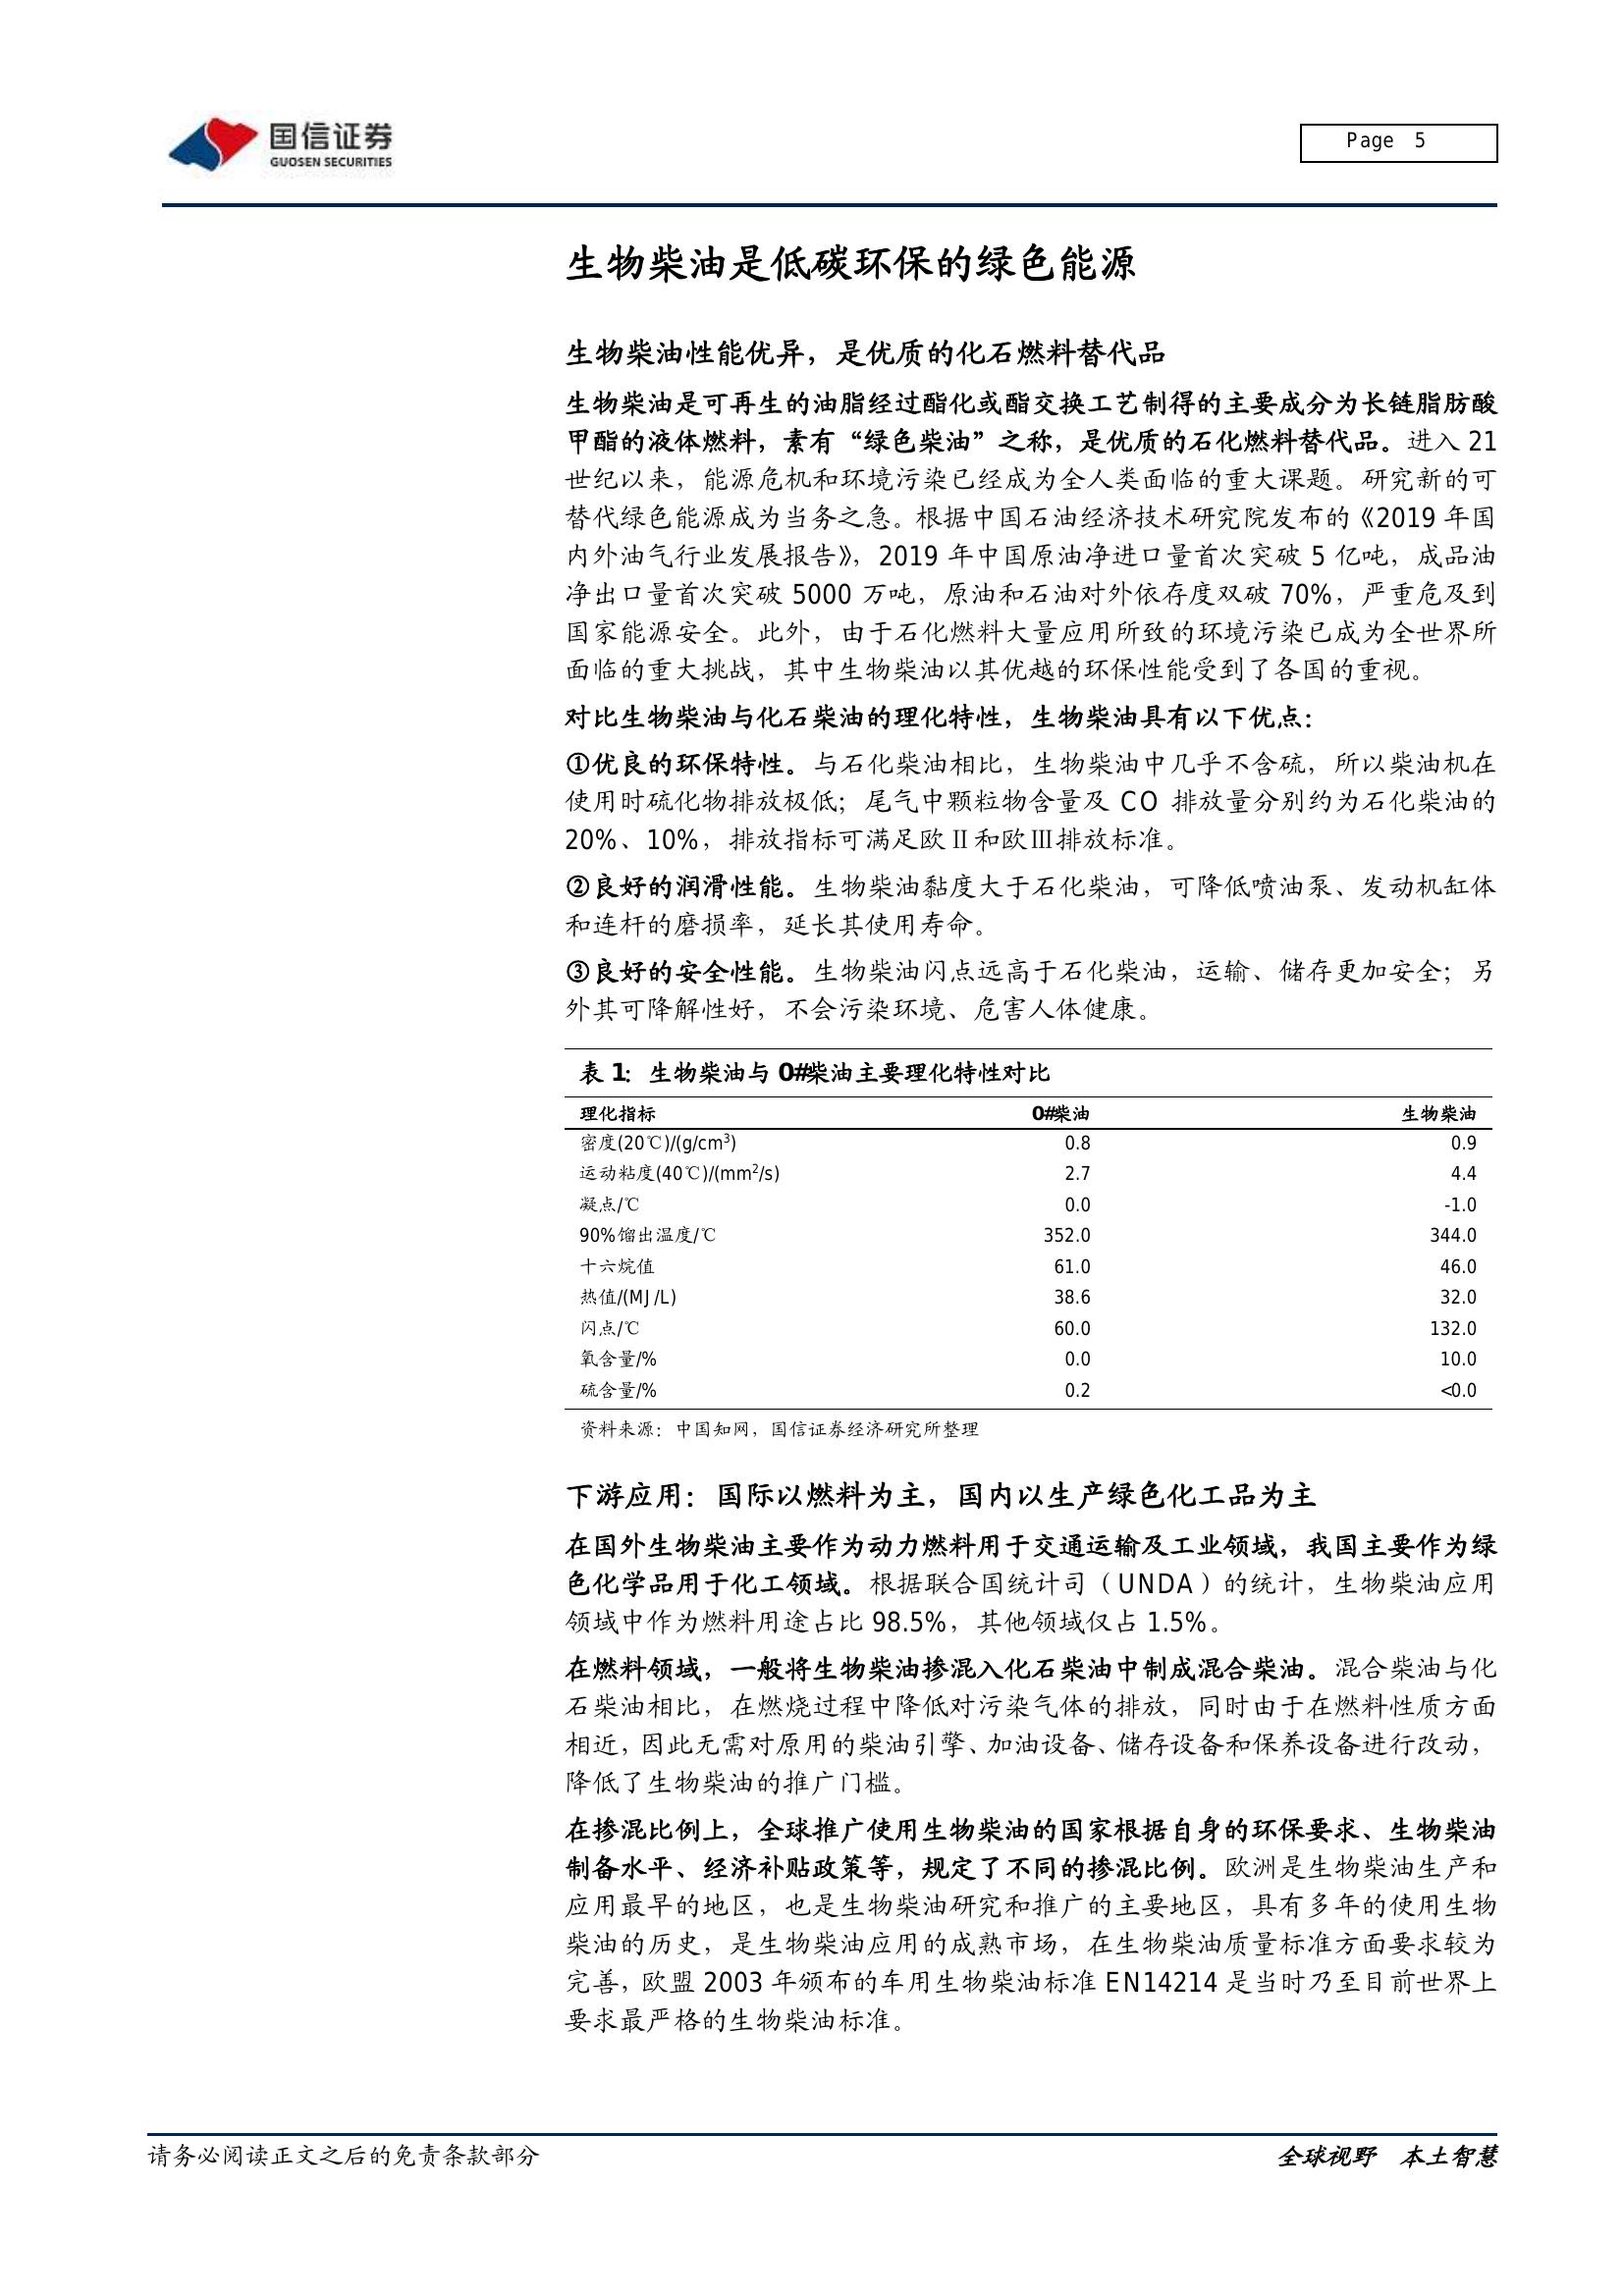 国信证券
GUOSEN SECURITIES
Page 5
生物柴油是低碳环保的绿色能源
生物柴油性能优异，是优质的化石燃料替代品
生物柴油是可再生的油脂经过酯化或酯交换工艺制得的主要成分为长链脂肪酸
甲酯的液体燃料，素有“绿色柴油”之称，是优质的石化燃料替代品。进入 21
世纪以来，能源危机和环境污染已经成为全人类面临的重大课题。研究新的可
替代绿色能源成为当务之急。根据中国石油经济技术研究院发布的《2019 年国
内外油气行业发展报告》，2019 年中国原油净进口量首次突破 5 亿吨，成品油
净出口量首次突破 5000 万吨，原油和石油对外依存度双破 70%，严重危及到
国家能源安全。此外，由于石化燃料大量应用所致的环境污染已成为全世界所
面临的重大挑战，其中生物柴油以其优越的环保性能受到了各国的重视。
对比生物柴油与化石柴油的理化特性，生物柴油具有以下优点：
①优良的环保特性。与石化柴油相比，生物柴油中几乎不含硫，所以柴油机在
使用时硫化物排放极低；尾气中颗粒物含量及 CO 排放量分别约为石化柴油的
20%、10%，排放指标可满足欧Ⅱ和欧Ⅲ排放标准。
②良好的润滑性能。生物柴油黏度大于石化柴油，可降低喷油泵、发动机缸体
和连杆的磨损率，延长其使用寿命。
③良好的安全性能。生物柴油闪点远高于石化柴油，运输、储存更加安全；另
外其可降解性好，不会污染环境、危害人体健康。
表 1：生物柴油与 0#柴油主要理化特性对比
理化指标 0#柴油 生物柴油
密度(20℃)/(g/cm³) 0.8 0.9
运动粘度(40℃)/(mm²/s) 2.7 4.4
凝点/℃ 0.0 -1.0
90%馏出温度/℃ 352.0 344.0
十六烷值 61.0 46.0
热值/(MJ/L) 38.6 32.0
闪点/℃ 60.0 132.0
氧含量/% 0.0 10.0
硫含量/% 0.2 <0.0
资料来源：中国知网，国信证券经济研究所整理
下游应用：国际以燃料为主，国内以生产绿色化工品为主
在国外生物柴油主要作为动力燃料用于交通运输及工业领域，我国主要作为绿
色化学品用于化工领域。根据联合国统计司（UNDA）的统计，生物柴油应用
领域中作为燃料用途占比 98.5%，其他领域仅占 1.5%。
在燃料领域，一般将生物柴油掺混入化石柴油中制成混合柴油。混合柴油与化
石柴油相比，在燃烧过程中降低对污染气体的排放，同时由于在燃料性质方面
相近，因此无需对原用的柴油引擎、加油设备、储存设备和保养设备进行改动，
降低了生物柴油的推广门槛。
在掺混比例上，全球推广使用生物柴油的国家根据自身的环保要求、生物柴油
制备水平、经济补贴政策等，规定了不同的掺混比例。欧洲是生物柴油生产和
应用最早的地区，也是生物柴油研究和推广的主要地区，具有多年的使用生物
柴油的历史，是生物柴油应用的成熟市场，在生物柴油质量标准方面要求较为
完善，欧盟 2003 年颁布的车用生物柴油标准 EN14214 是当时乃至目前世界上
要求最严格的生物柴油标准。
请务必阅读正文之后的免责条款部分
全球视野 本土智慧